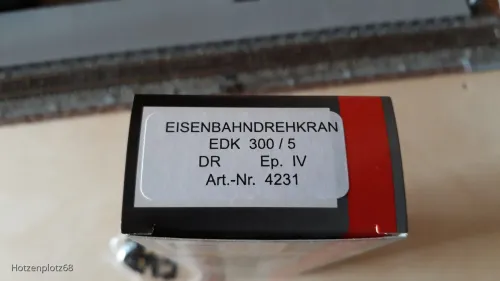 EISENBAHNDREHKRAN
EDK 300 / 5
DR Ep. IV
Art.-Nr. 4231
Hotzenplotz68